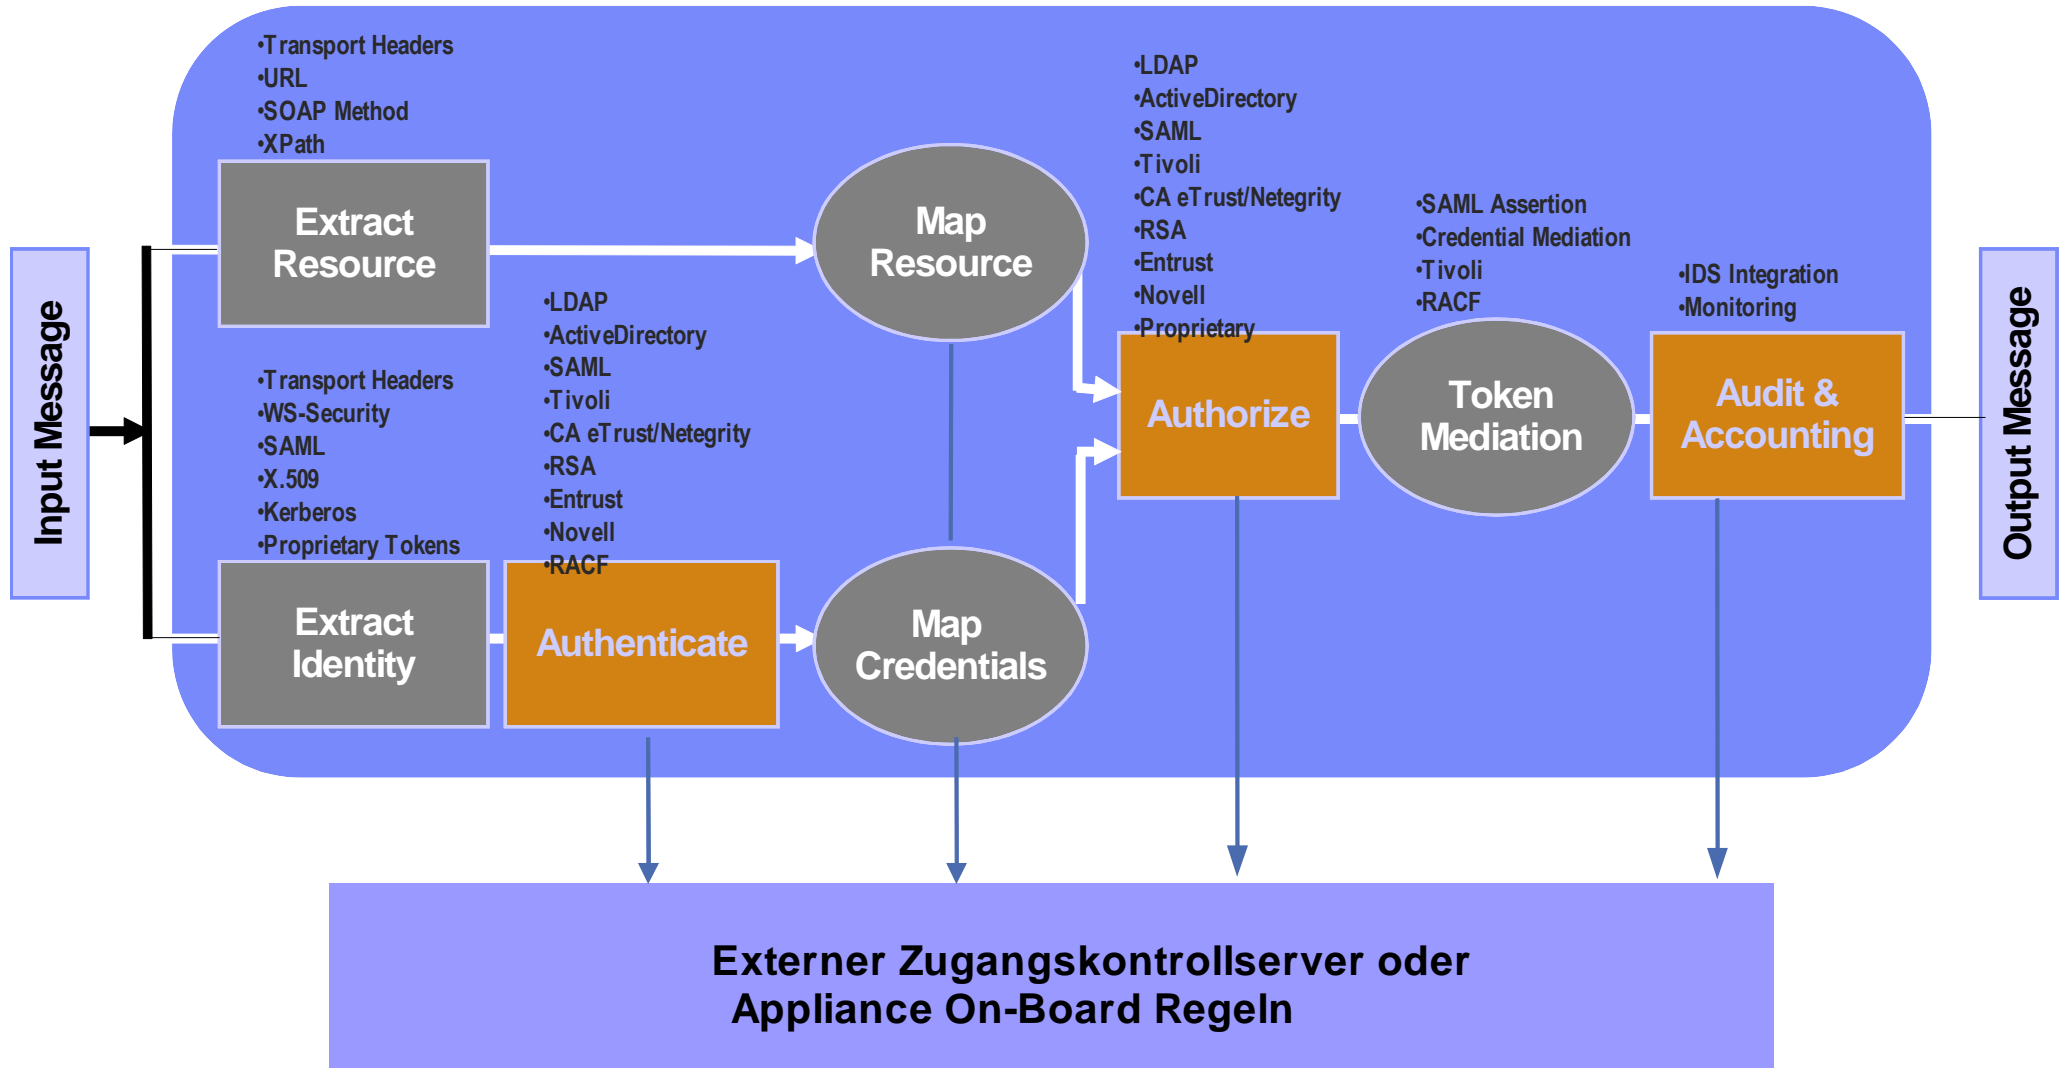 Input Message
•Transport Headers
•URL
•SOAP Method
•XPath
Extract
Resource
•Transport Headers
•WS-Security
•SAML
•X.509
•Kerberos
•Proprietary Tokens
Extract
Identity
•LDAP
•ActiveDirectory
•SAML
•Tivoli
•CA eTrust/Netegrity
•RSA
•Entrust
•Novell
•RACF
Authenticate
Map
Resource
Map
Credentials
•LDAP
•ActiveDirectory
•SAML
•Tivoli
•CA eTrust/Netegrity
•RSA
•Entrust
•Novell
•Proprietary
Authorize
•SAML Assertion
•Credential Mediation
•Tivoli
•RACF
Token
Mediation
•IDS Integration
•Monitoring
Audit &
Accounting
Output Message
Externer Zugangskontrollserver oder
Appliance On-Board Regeln